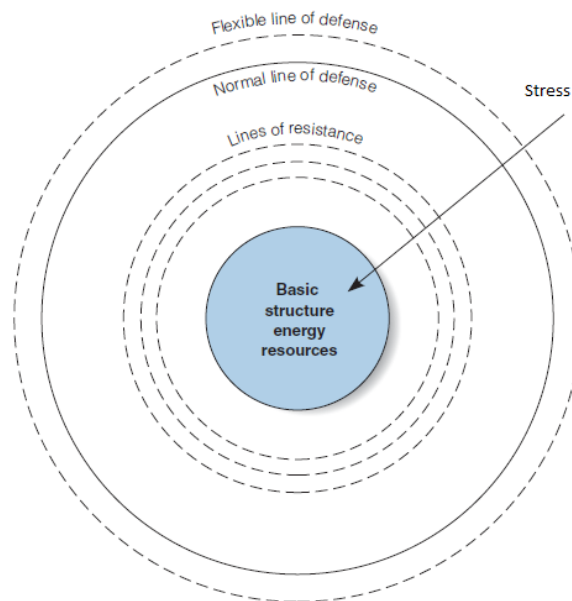 Flexible line of defense
Normal line of defense
Stress
Lines of resistance
Basic
structure
energy
resources